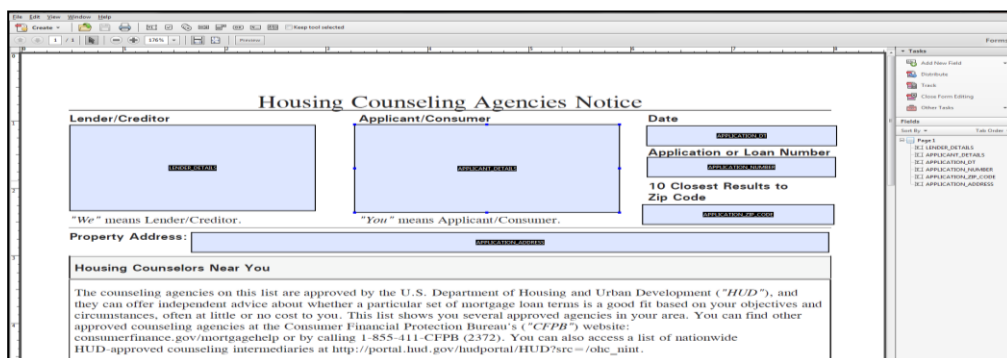 File Edit View Window Help
Create
Keep tool selected
1 / 1
176%
Preview
Forms
Housing Counseling Agencies Notice
Lender/Creditor Applicant/Consumer Date
LENDER_DETAILS APPLICANT_DETAILS APPLICATION_DT
Application or Loan Number
APPLICATION_NUMBER
10 Closest Results to
Zip Code
APPLICATION_ZIP_CODE
"We" means Lender/Creditor. "You" means Applicant/Consumer.
Property Address: APPLICATION_ADDRESS
Housing Counselors Near You
The counseling agencies on this list are approved by the U.S. Department of Housing and Urban Development ("HUD"), and
they can offer independent advice about whether a particular set of mortgage loan terms is a good fit based on your objectives and
circumstances, often at little or no cost to you. This list shows you several approved agencies in your area. You can find other
approved counseling agencies at the Consumer Financial Protection Bureau's ("CFPB") website:
consumerfinance.gov/mortgagehelp or by calling 1-855-411-CFPB (2372). You can also access a list of nationwide
HUD-approved counseling intermediaries at http://portal.hud.gov/hudportal/HUD?src=/ohc_nint.
Tasks
Add New Field
Distribute
Track
Close Form Editing
Other Tasks
Fields
Sort By Tab Order
Page 1
LENDER_DETAILS
APPLICANT_DETAILS
APPLICATION_DT
APPLICATION_NUMBER
APPLICATION_ZIP_CODE
APPLICATION_ADDRESS